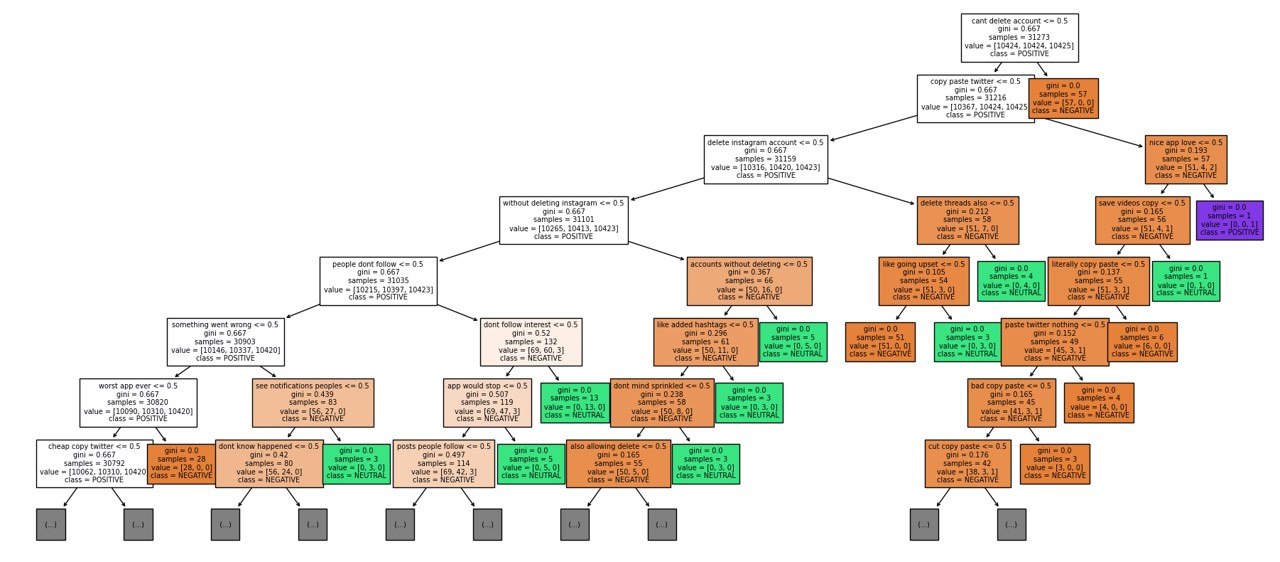 cant delete account <= 0.5
gini = 0.667
samples = 31273
value = [10424, 10424, 10425]
class = POSITIVE
copy paste twitter <= 0.5
gini = 0.667
samples = 31216
value = [10367, 10424, 10425
class = POSITIVE
gini = 0.0
samples = 57
value = [57, 0, 0]
class = NEGATIVE
delete instagram account <= 0.5
gini = 0.667
samples = 31159
value = [10316, 10420, 10423]
class = POSITIVE
nice app love <= 0.5
gini = 0.193
samples = 57
value = [51, 4, 2]
class = NEGATIVE
without deleting instagram <= 0.5
gini = 0.667
samples = 31101
value = [10265, 10413, 10423]
class = POSITIVE
delete threads also <= 0.5
gini = 0.212
samples = 58
value = [51, 7, 0]
class = NEGATIVE
save videos copy <= 0.5
gini = 0.165
samples = 56
value = [51, 4, 1]
class = NEGATIVE
gini = 0.0
samples = 1
value = [0, 0, 1]
class = POSITIVE
people dont follow <= 0.5
gini = 0.667
samples = 31035
value = [10215, 10397, 10423]
class = POSITIVE
accounts without deleting <= 0.5
gini = 0.367
samples = 66
value = [50, 16, 0]
class = NEGATIVE
like going upset <= 0.5
gini = 0.105
samples = 54
value = [51, 3, 0]
class = NEGATIVE
gini = 0.0
samples = 4
value = [0, 4, 0]
class = NEUTRAL
literally copy paste <= 0.5
gini = 0.137
samples = 55
value = [51, 3, 1]
class = NEGATIVE
gini = 0.0
samples = 1
value = [0, 1, 0]
class = NEUTRAL
something went wrong <= 0.5
gini = 0.667
samples = 30903
value = [10146, 10337, 10420]
class = POSITIVE
dont follow interest <= 0.5
gini = 0.52
samples = 132
value = [69, 60, 3]
class = NEGATIVE
like added hashtags <= 0.5
gini = 0.296
samples = 61
value = [50, 11, 0]
class = NEGATIVE
gini = 0.0
samples = 5
value = [0, 5, 0]
class = NEUTRAL
gini = 0.0
samples = 51
value = [51, 0, 0]
class = NEGATIVE
gini = 0.0
samples = 3
value = [0, 3, 0]
class = NEUTRAL
paste twitter nothing <= 0.5
gini = 0.152
samples = 49
value = [45, 3, 1]
class = NEGATIVE
gini = 0.0
samples = 6
value = [6, 0, 0]
class = NEGATIVE
worst app ever <= 0.5
gini = 0.667
samples = 30820
value = [10090, 10310, 10420]
class = POSITIVE
see notifications peoples <= 0.5
gini = 0.439
samples = 83
value = [56, 27, 0]
class = NEGATIVE
app would stop <= 0.5
gini = 0.507
samples = 119
value = [69, 47, 3]
class = NEGATIVE
gini = 0.0
samples = 13
value = [0, 13, 0]
class = NEUTRAL
dont mind sprinkled <= 0.5
gini = 0.238
samples = 58
value = [50, 8, 0]
class = NEGATIVE
gini = 0.0
samples = 3
value = [0, 3, 0]
class = NEUTRAL
bad copy paste <= 0.5
gini = 0.165
samples = 45
value = [41, 3, 1]
class = NEGATIVE
gini = 0.0
samples = 4
value = [4, 0, 0]
class = NEGATIVE
cheap copy twitter <= 0.5
gini = 0.667
samples = 30792
value = [10062, 10310, 10420
class = POSITIVE
gini = 0.0
samples = 28
value = [28, 0, 0]
class = NEGATIVE
dont know happened <= 0.5
gini = 0.42
samples = 80
value = [56, 24, 0]
class = NEGATIVE
gini = 0.0
samples = 3
value = [0, 3, 0]
class = NEUTRAL
posts people follow <= 0.5
gini = 0.497
samples = 114
value = [69, 42, 3]
class = NEGATIVE
gini = 0.0
samples = 5
value = [0, 5, 0]
class = NEUTRAL
also allowing delete <= 0.5
gini = 0.165
samples = 55
value = [50, 5, 0]
class = NEGATIVE
gini = 0.0
samples = 3
value = [0, 3, 0]
class = NEUTRAL
cut copy paste <= 0.5
gini = 0.176
samples = 42
value = [38, 3, 1]
class = NEGATIVE
gini = 0.0
samples = 3
value = [3, 0, 0]
class = NEGATIVE
(...)
(...)
(...)
(...)
(...)
(...)
(...)
(...)
(...)
(...)